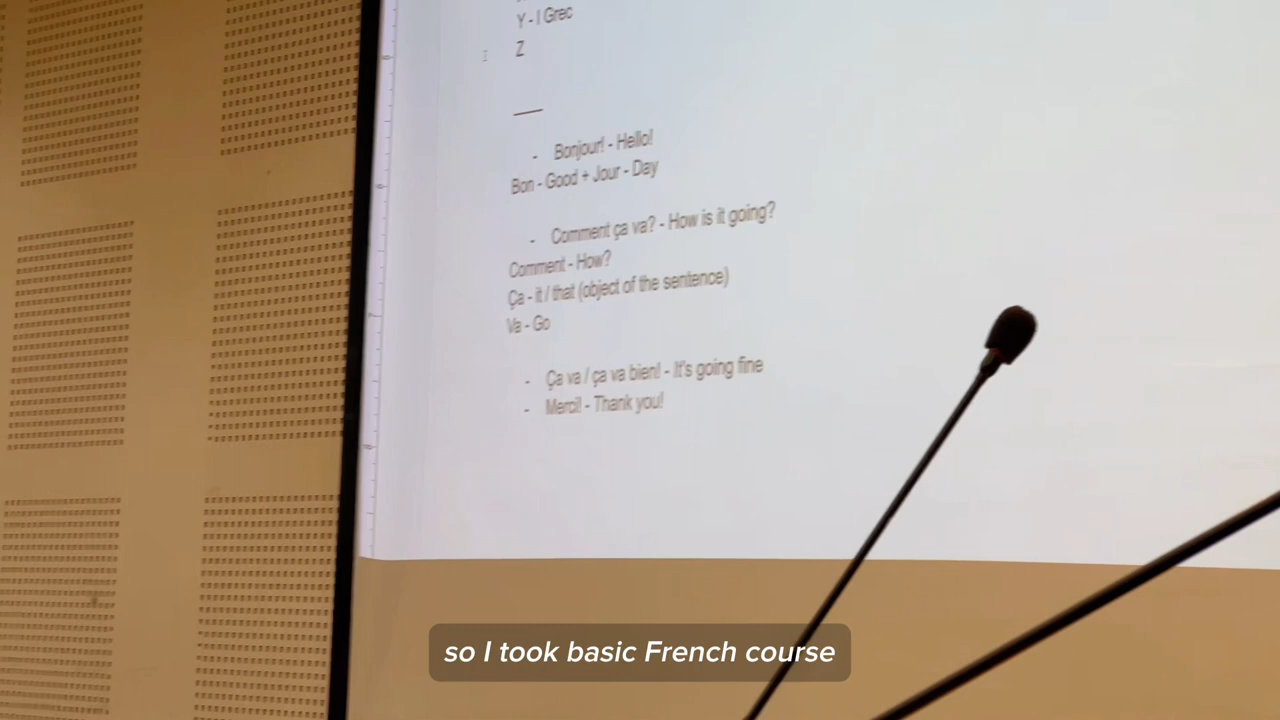 Y - I Grec
Z
- Bonjour! - Hello!
Bon - Good + Jour - Day
- Comment ça va? - How is it going?
Comment - How?
Ça - it / that (object of the sentence)
Va - Go
- Ça va / ça va bien! - It's going fine
- Merci! - Thank you!
so I took basic French course